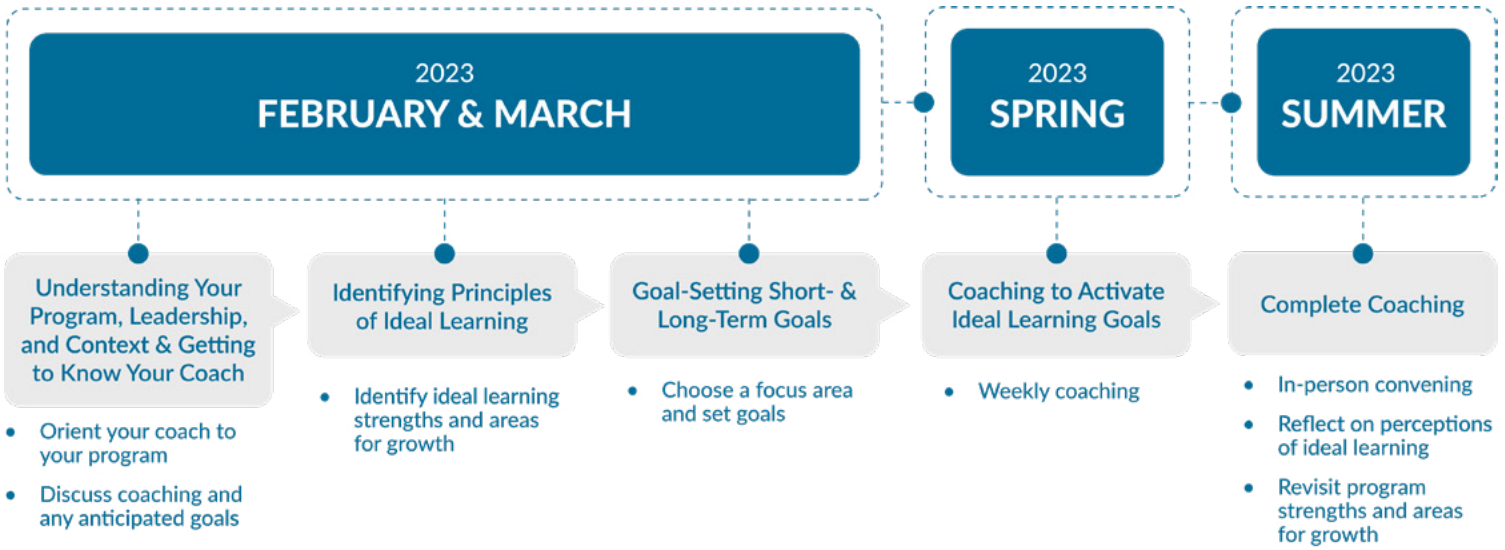 2023
FEBRUARY & MARCH
2023
SPRING
2023
SUMMER
Understanding Your
Program, Leadership,
and Context & Getting
to Know Your Coach
• Orient your coach to
your program
• Discuss coaching and
any anticipated goals
Identifying Principles
of Ideal Learning
• Identify ideal learning
strengths and areas
for growth
Goal-Setting Short- &
Long-Term Goals
• Choose a focus area
and set goals
Coaching to Activate
Ideal Learning Goals
• Weekly coaching
Complete Coaching
• In-person convening
• Reflect on perceptions
of ideal learning
• Revisit program
strengths and areas
for growth